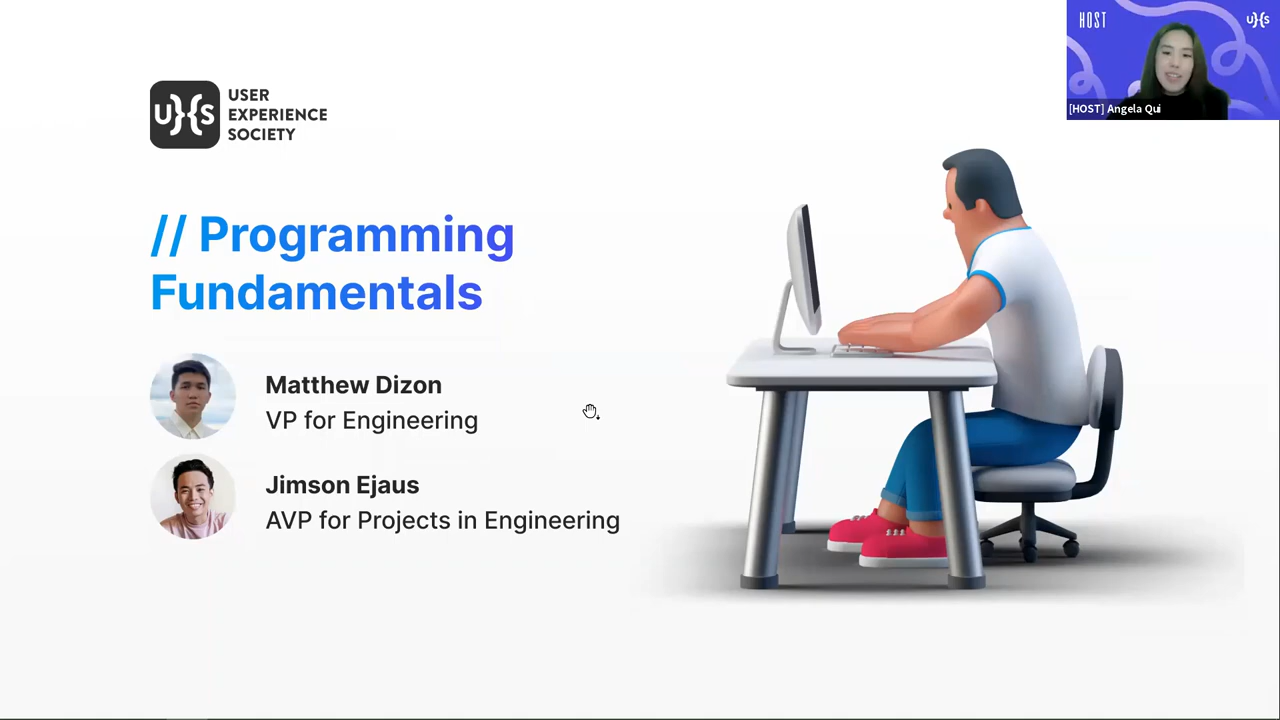 USER
EXPERIENCE
SOCIETY
// Programming
Fundamentals
Matthew Dizon
VP for Engineering
Jimson Ejaus
AVP for Projects in Engineering
HOST
[HOST] Angela Qui